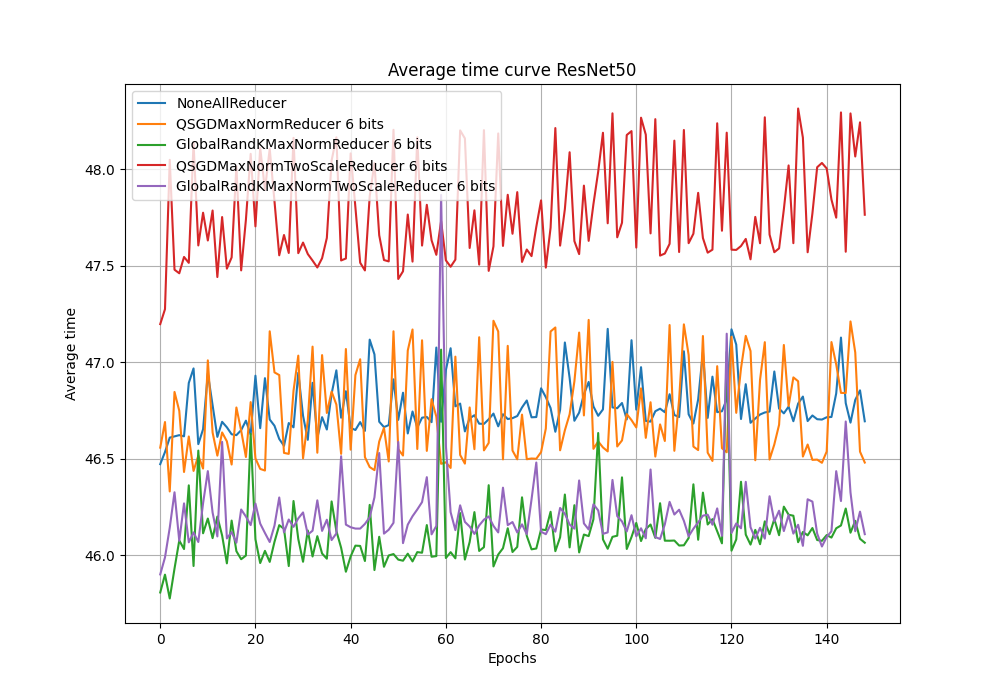 Average time curve ResNet50
NoneAllReducer
QSGDMaxNormReducer 6 bits
GlobalRandKMaxNormReducer 6 bits
QSGDMaxNormTwoScaleReducer 6 bits
GlobalRandKMaxNormTwoScaleReducer 6 bits
Average time
48.0
47.5
47.0
46.5
46.0
0 20 40 60 80 100 120 140
Epochs